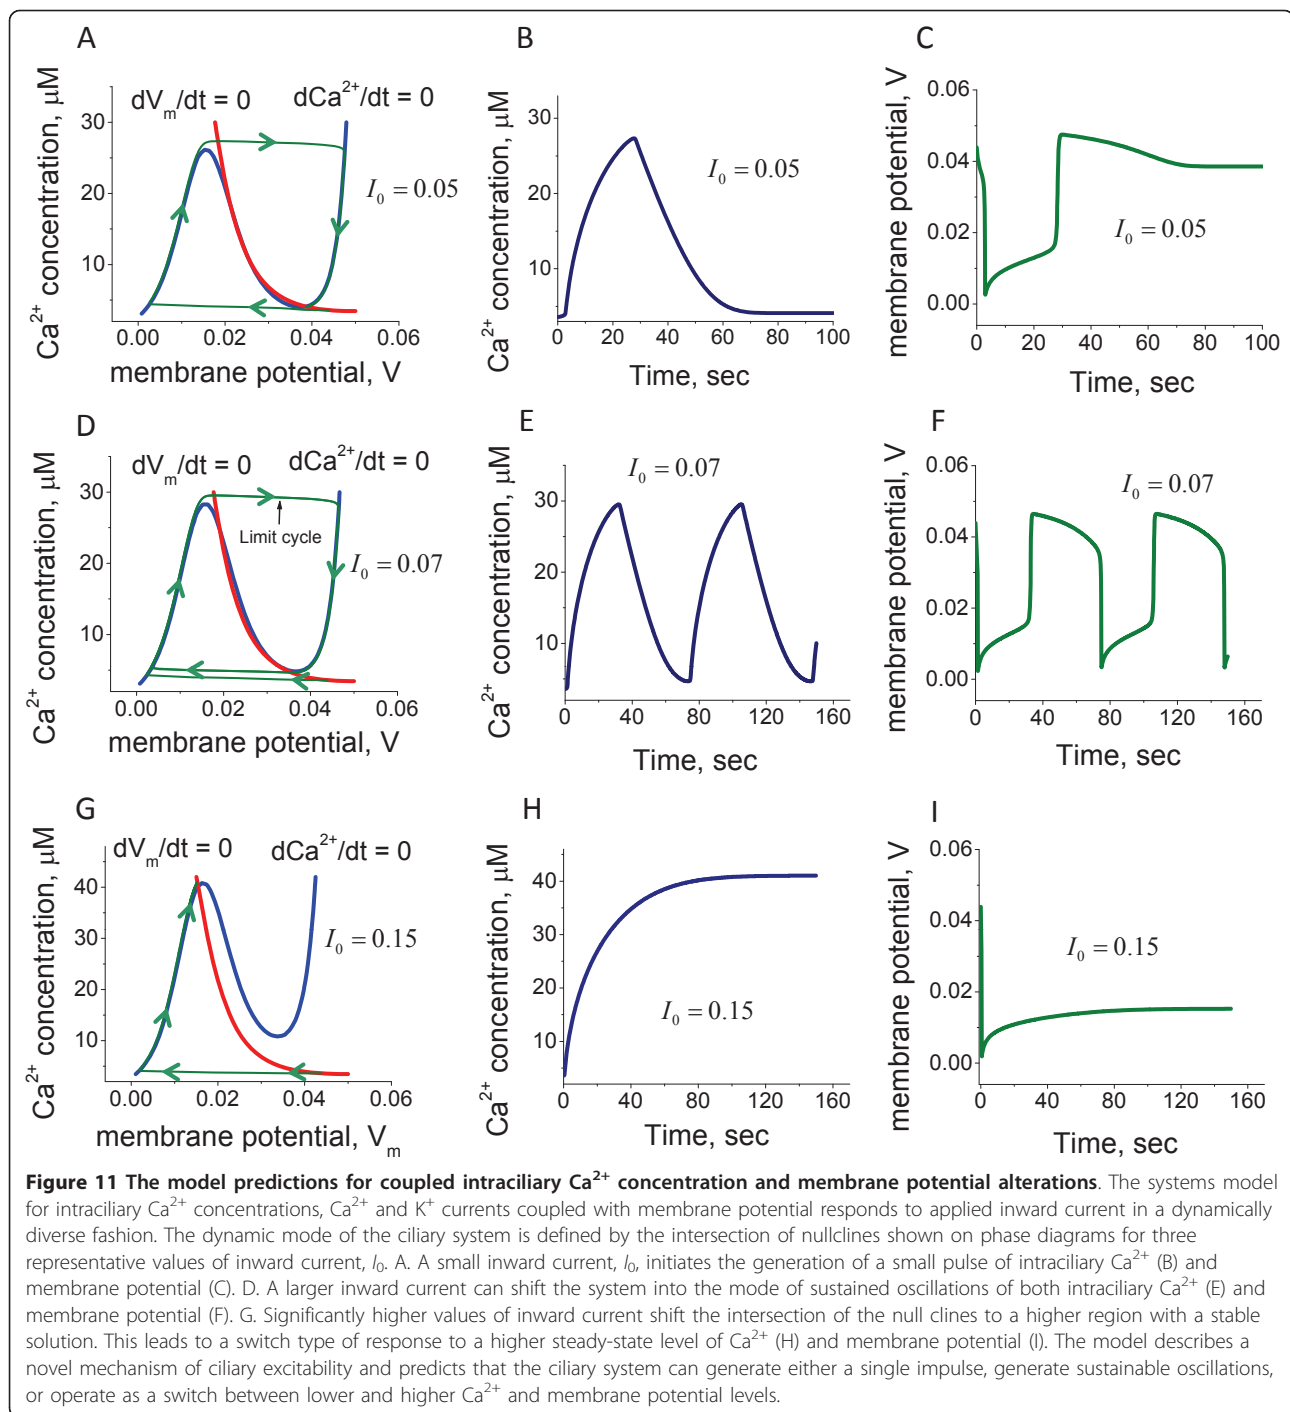 A
B
C
dVm/dt = 0
dCa2+/dt = 0
Ca2+ concentration, μM
30
20
10
I0 = 0.05
0.00 0.02 0.04 0.06
membrane potential, V
Ca2+ concentration, μM
30
20
10
I0 = 0.05
0 20 40 60 80 100
Time, sec
membrane potential, V
0.06
0.04
0.02
0.00
I0 = 0.05
0 20 40 60 80 100
Time, sec
D
E
F
dVm/dt = 0
dCa2+/dt = 0
Ca2+ concentration, μM
30
20
10
Limit cycle
I0 = 0.07
0.00 0.02 0.04 0.06
membrane potential, V
Ca2+ concentration, μM
30
20
10
I0 = 0.07
0 40 80 120 160
Time, sec
membrane potential, V
0.06
0.04
0.02
0.00
I0 = 0.07
0 40 80 120 160
Time, sec
G
H
I
dVm/dt = 0
dCa2+/dt = 0
Ca2+ concentration, μM
40
30
20
10
I0 = 0.15
0.00 0.02 0.04 0.06
membrane potential, Vm
Ca2+ concentration, μM
40
30
20
10
I0 = 0.15
0 40 80 120 160
Time, sec
membrane potential, V
0.06
0.04
0.02
0.00
I0 = 0.15
0 40 80 120 160
Time, sec
Figure 11 The model predictions for coupled intraciliary Ca2+ concentration and membrane potential alterations. The systems model
for intraciliary Ca2+ concentrations, Ca2+ and K+ currents coupled with membrane potential responds to applied inward current in a dynamically
diverse fashion. The dynamic mode of the ciliary system is defined by the intersection of nullclines shown on phase diagrams for three
representative values of inward current, I0. A. A small inward current, I0, initiates the generation of a small pulse of intraciliary Ca2+ (B) and
membrane potential (C). D. A larger inward current can shift the system into the mode of sustained oscillations of both intraciliary Ca2+ (E) and
membrane potential (F). G. Significantly higher values of inward current shift the intersection of the null clines to a higher region with a stable
solution. This leads to a switch type of response to a higher steady-state level of Ca2+ (H) and membrane potential (I). The model describes a
novel mechanism of ciliary excitability and predicts that the ciliary system can generate either a single impulse, generate sustainable oscillations,
or operate as a switch between lower and higher Ca2+ and membrane potential levels.